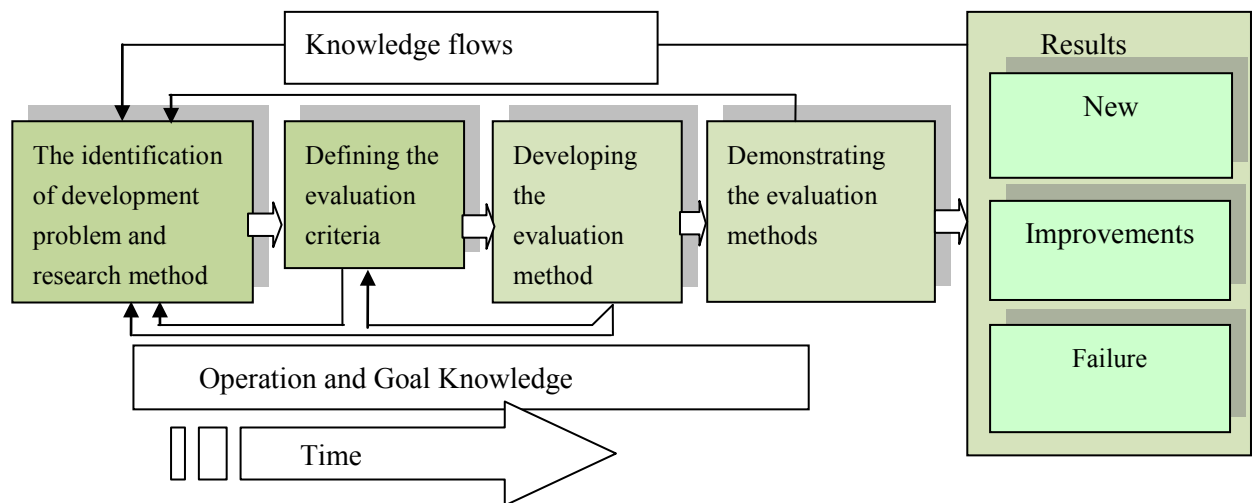 Knowledge flows
The identification
of development
problem and
research method
Defining the
evaluation
criteria
Developing
the
evaluation
method
Demonstrating
the evaluation
methods
Results
New
Improvements
Failure
Operation and Goal Knowledge
Time